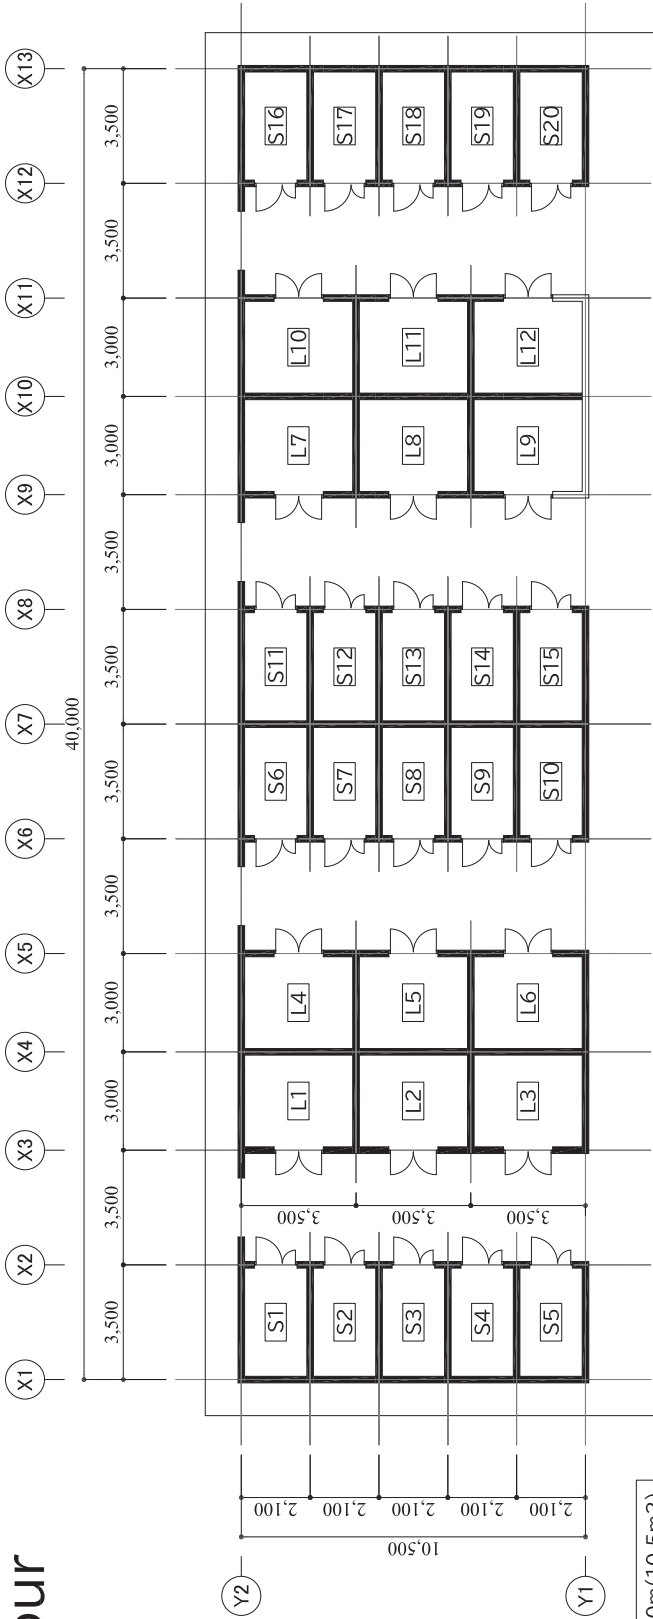 our
X1 X2 X3 X4 X5 X6 X7 X8 X9 X10 X11 X12 X13
40,000
3,500 3,500 3,000 3,000 3,500 3,500 3,500 3,500 3,000 3,000 3,500 3,500
Y2
10,500
2,100 S1 3,500 L1 L4 S6 S11 L7 L10 S16
2,100 S2 S7 S12 S17
2,100 S3 3,500 L2 L5 S8 S13 L8 L11 S18
2,100 S4 S9 S14 S19
2,100 S5 3,500 L3 L6 S10 S15 L9 L12 S20
Y1
0m(10.5m3)